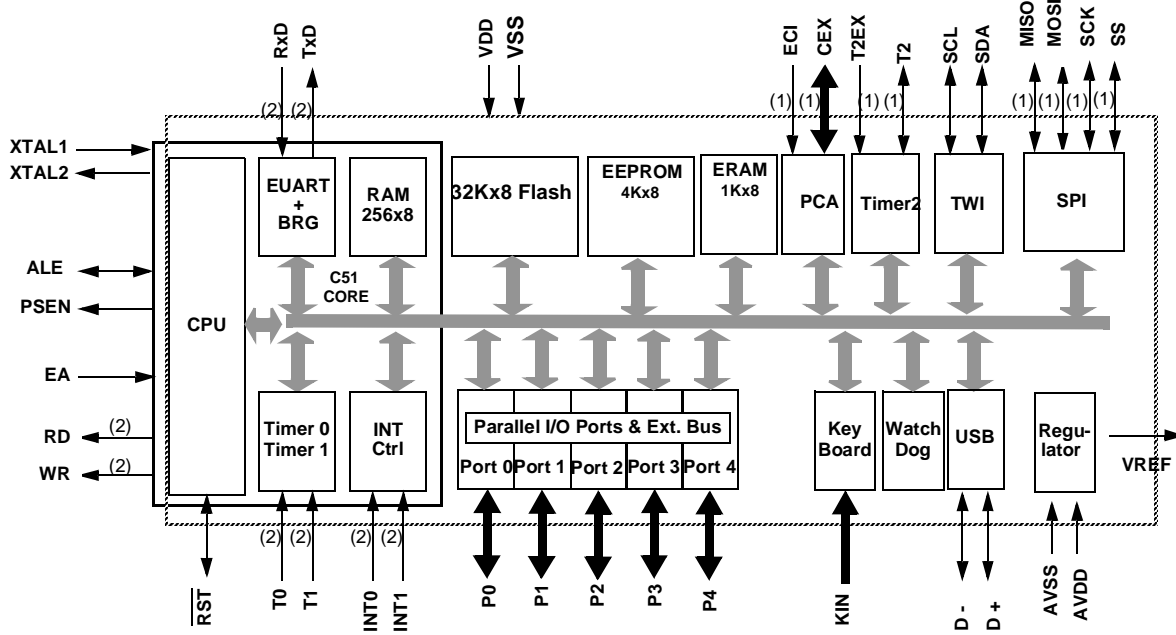 RxD
TxD
VDD
VSS
ECI
CEX
T2EX
T2
SCL
SDA
MISO
MOSI
SCK
SS
(2) (2)
(1) (1) (1) (1)
(1) (1) (1) (1)
XTAL1
XTAL2
ALE
PSEN
EA
RD (2)
WR (2)
CPU
EUART
+
BRG
RAM
256x8
C51
CORE
32Kx8 Flash
EEPROM
4Kx8
ERAM
1Kx8
PCA
Timer2
TWI
SPI
Timer 0
Timer 1
INT
Ctrl
Parallel I/O Ports & Ext. Bus
Port 0 Port 1 Port 2 Port 3 Port 4
Key
Board
Watch
Dog
USB
Regu-
lator
VREF
(2) (2) (2) (2)
RST
T0
T1
INT0
INT1
P0
P1
P2
P3
P4
KIN
D -
D +
AVSS
AVDD